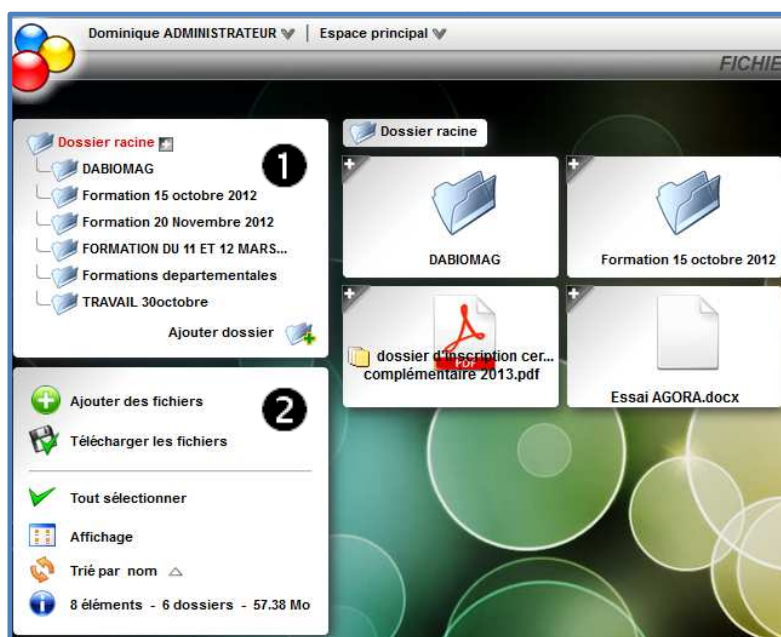 Dominique ADMINISTRATEUR
Espace principal
FICHIE
Dossier racine
1
DABIOMAG
Formation 15 octobre 2012
Formation 20 Novembre 2012
FORMATION DU 11 ET 12 MARS...
Formations departementales
TRAVAIL 30octobre
Ajouter dossier
2
Ajouter des fichiers
Télécharger les fichiers
Tout sélectionner
Affichage
Trié par nom
8 éléments - 6 dossiers - 57.38 Mo
Dossier racine
DABIOMAG
Formation 15 octobre 2012
PDF
dossier d'inscription cer...
complémentaire 2013.pdf
Essai AGORA.docx